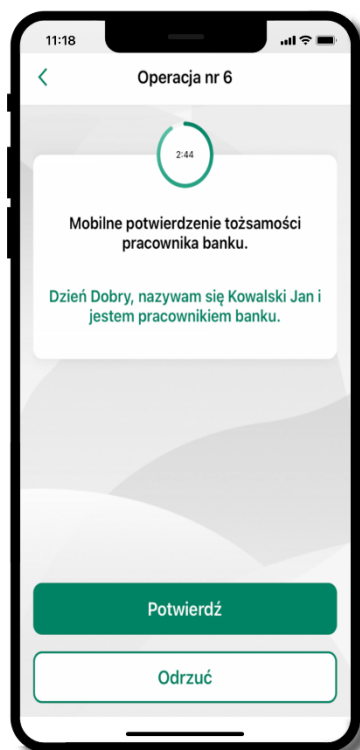 11:18
Operacja nr 6
2:44
Mobilne potwierdzenie tożsamości
pracownika banku.
Dzień Dobry, nazywam się Kowalski Jan i
jestem pracownikiem banku.
Potwierdź
Odrzuć